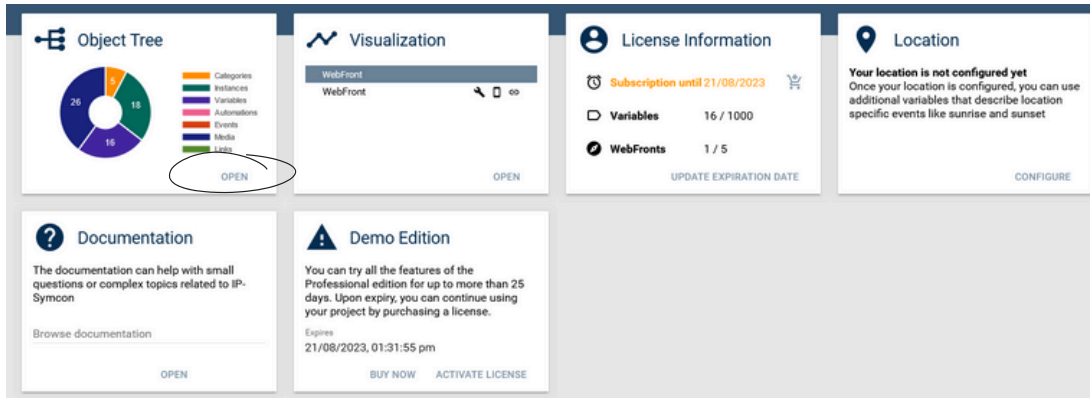 Object Tree
5
18
16
26
Categories
Instances
Variables
Automations
Events
Media
Links
OPEN
Visualization
WebFront
WebFront
OPEN
License Information
Subscription until 21/08/2023
Variables 16 / 1000
WebFronts 1 / 5
UPDATE EXPIRATION DATE
Location
Your location is not configured yet
Once your location is configured, you can use
additional variables that describe location
specific events like sunrise and sunset
CONFIGURE
Documentation
The documentation can help with small
questions or complex topics related to IP-
Symcon
Browse documentation
OPEN
Demo Edition
You can try all the features of the
Professional edition for up to more than 25
days. Upon expiry, you can continue using
your project by purchasing a license.
Expires
21/08/2023, 01:31:55 pm
BUY NOW ACTIVATE LICENSE